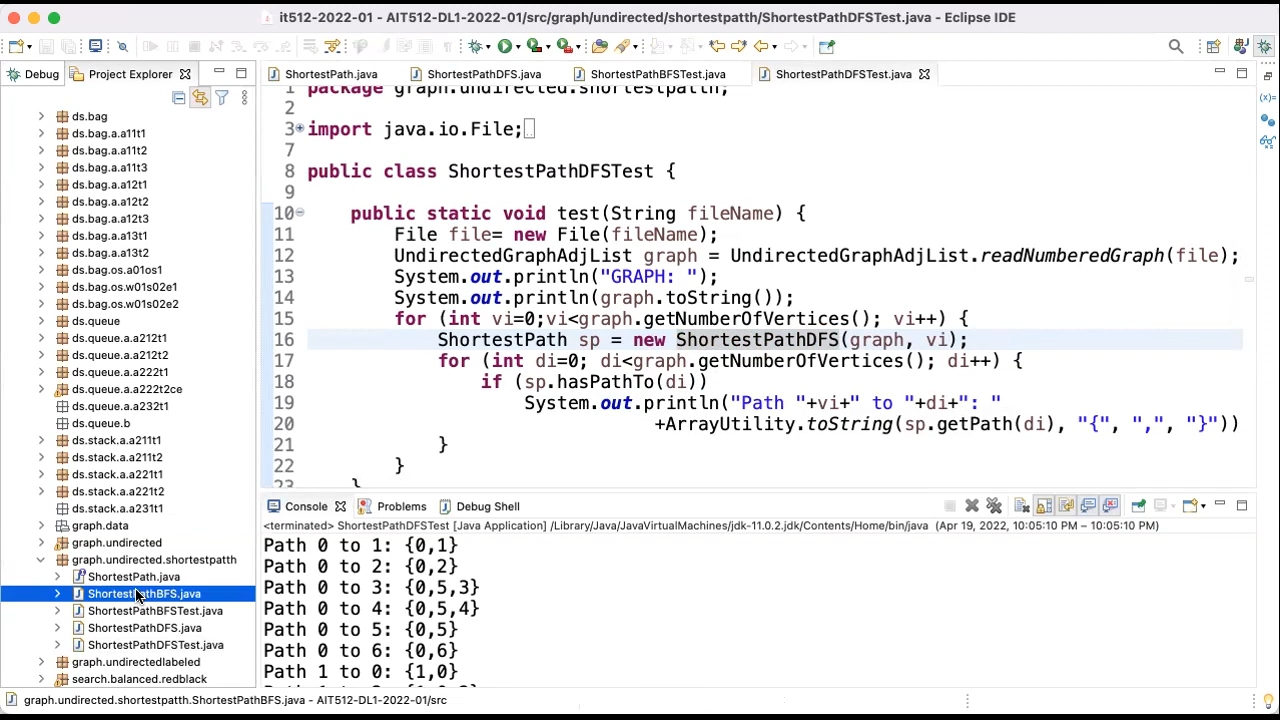 it512-2022-01 - AIT512-DL1-2022-01/src/graph/undirected/shortestpatth/ShortestPathDFSTest.java - Eclipse IDE
Debug
Project Explorer
ShortestPath.java
ShortestPathDFS.java
ShortestPathBFSTest.java
ShortestPathDFSTest.java
ds.bag
ds.bag.a.a11t1
ds.bag.a.a11t2
ds.bag.a.a11t3
ds.bag.a.a12t1
ds.bag.a.a12t2
ds.bag.a.a12t3
ds.bag.a.a13t1
ds.bag.a.a13t2
ds.bag.os.a01os1
ds.bag.os.w01s02e1
ds.bag.os.w01s02e2
ds.queue
ds.queue.a.a212t1
ds.queue.a.a212t2
ds.queue.a.a222t1
ds.queue.a.a222t2ce
ds.queue.a.a232t1
ds.queue.b
ds.stack.a.a211t1
ds.stack.a.a211t2
ds.stack.a.a221t1
ds.stack.a.a221t2
ds.stack.a.a231t1
graph.data
graph.undirected
graph.undirected.shortestpatth
ShortestPath.java
ShortestPathBFS.java
ShortestPathBFSTest.java
ShortestPathDFS.java
ShortestPathDFSTest.java
graph.undirectedlabeled
search.balanced.redblack
1 package graph.undirected.shortestpatth;
2
3 import java.io.File;
7
8 public class ShortestPathDFSTest {
9
10 public static void test(String fileName) {
11 File file= new File(fileName);
12 UndirectedGraphAdjList graph = UndirectedGraphAdjList.readNumberedGraph(file);
13 System.out.println("GRAPH: ");
14 System.out.println(graph.toString());
15 for (int vi=0;vi<graph.getNumberOfVertices(); vi++) {
16 ShortestPath sp = new ShortestPathDFS(graph, vi);
17 for (int di=0; di<graph.getNumberOfVertices(); di++) {
18 if (sp.hasPathTo(di))
19 System.out.println("Path "+vi+" to "+di+": "
20 +ArrayUtility.toString(sp.getPath(di), "{", ",", "}"))
21 }
22 }
23 }
Console
Problems
Debug Shell
<terminated> ShortestPathDFSTest [Java Application] /Library/Java/JavaVirtualMachines/jdk-11.0.2.jdk/Contents/Home/bin/java (Apr 19, 2022, 10:05:10 PM – 10:05:10 PM)
Path 0 to 1: {0,1}
Path 0 to 2: {0,2}
Path 0 to 3: {0,5,3}
Path 0 to 4: {0,5,4}
Path 0 to 5: {0,5}
Path 0 to 6: {0,6}
Path 1 to 0: {1,0}
graph.undirected.shortestpatth.ShortestPathBFS.java - AIT512-DL1-2022-01/src